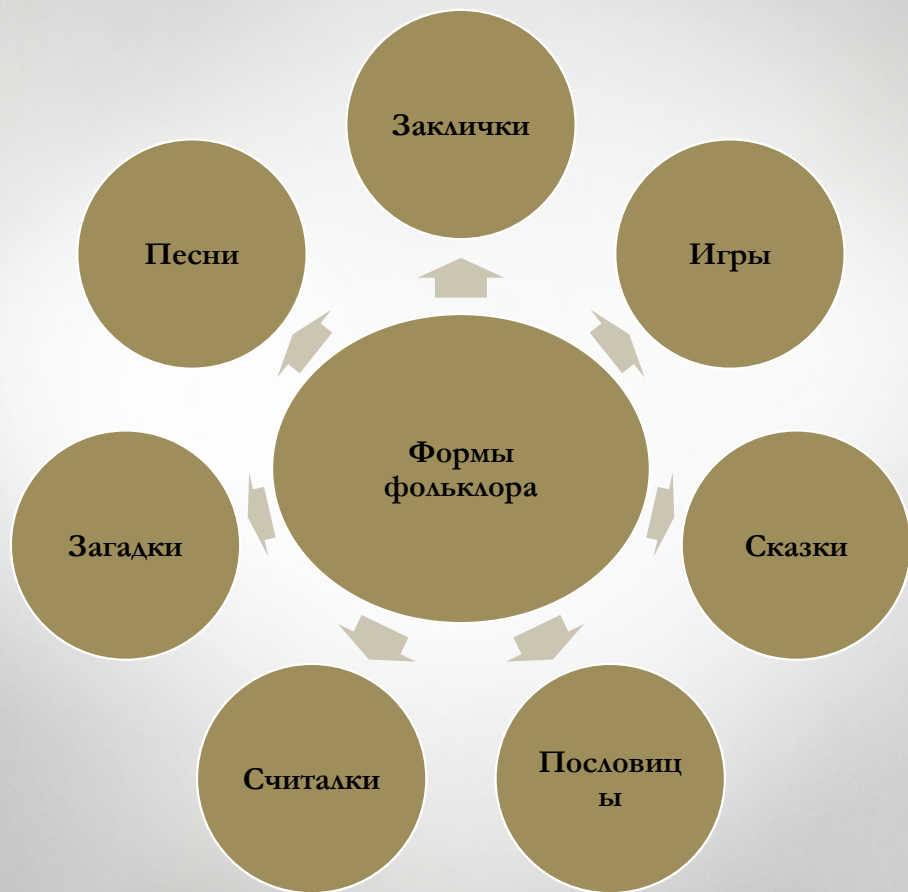 Заклички
Песни
Игры
Формы
фольклора
Загадки
Сказки
Считалки
Пословиц
ы